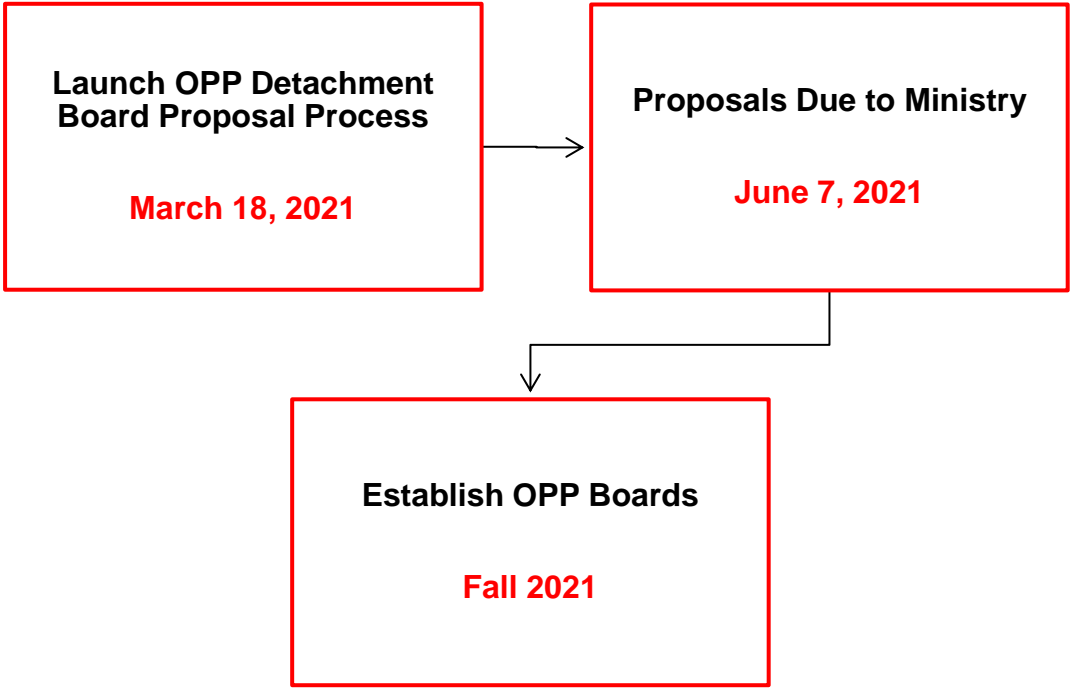 Launch OPP Detachment
Board Proposal Process
March 18, 2021
Proposals Due to Ministry
June 7, 2021
Establish OPP Boards
Fall 2021